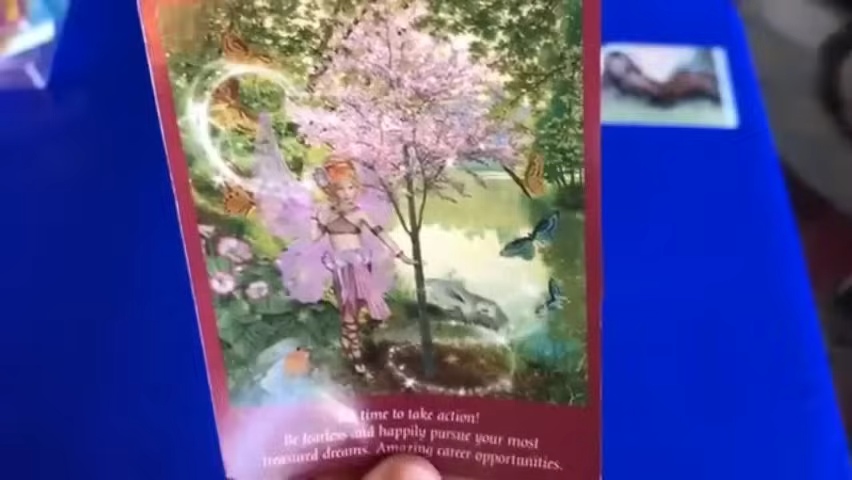 time to take action!
Be fearless and happily pursue your most
treasured dreams. Amazing career opportunities.